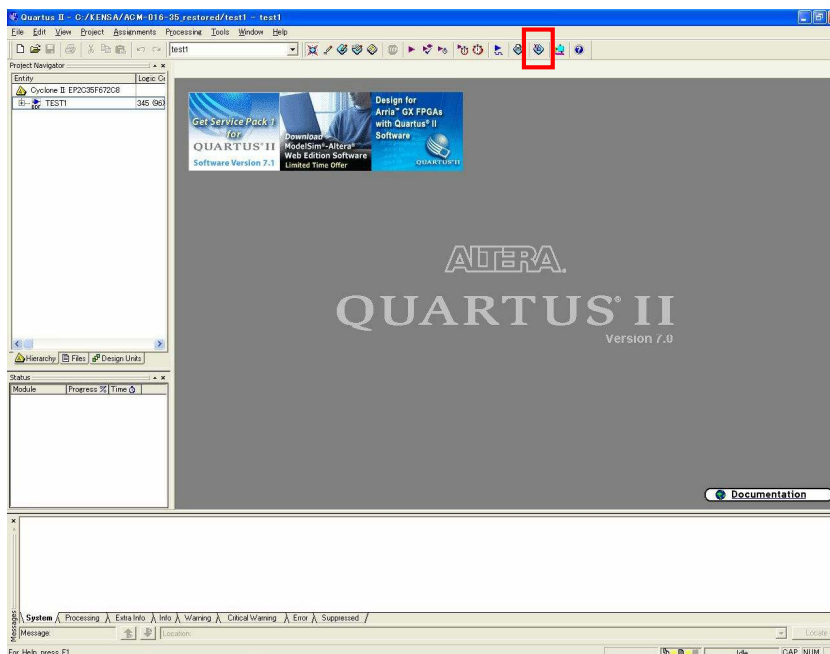 Quartus II - C:/KENSA/ACM-016-35_restored/test1 - test1
File Edit View Project Assignments Processing Tools Window Help
test1
Project Navigator
Entity Logic Ce
Cyclone II: EP2C35F672C8
TEST1 345 (96)
Get Service Pack 1
for
QUARTUS II
Software Version 7.1
Download
ModelSim®-Altera®
Web Edition Software
Limited Time Offer
Design for
Arria™ GX FPGAs
with Quartus® II
Software
QUARTUS II
ALTERA.
QUARTUS® II
Version 7.0
Hierarchy Files Design Units
Status
Module Progress % Time
Documentation
System Processing Extra Info Info Warning Critical Warning Error Suppressed
Messages
Message: Location: Locate
For Help, press F1 Idle CAP NUM